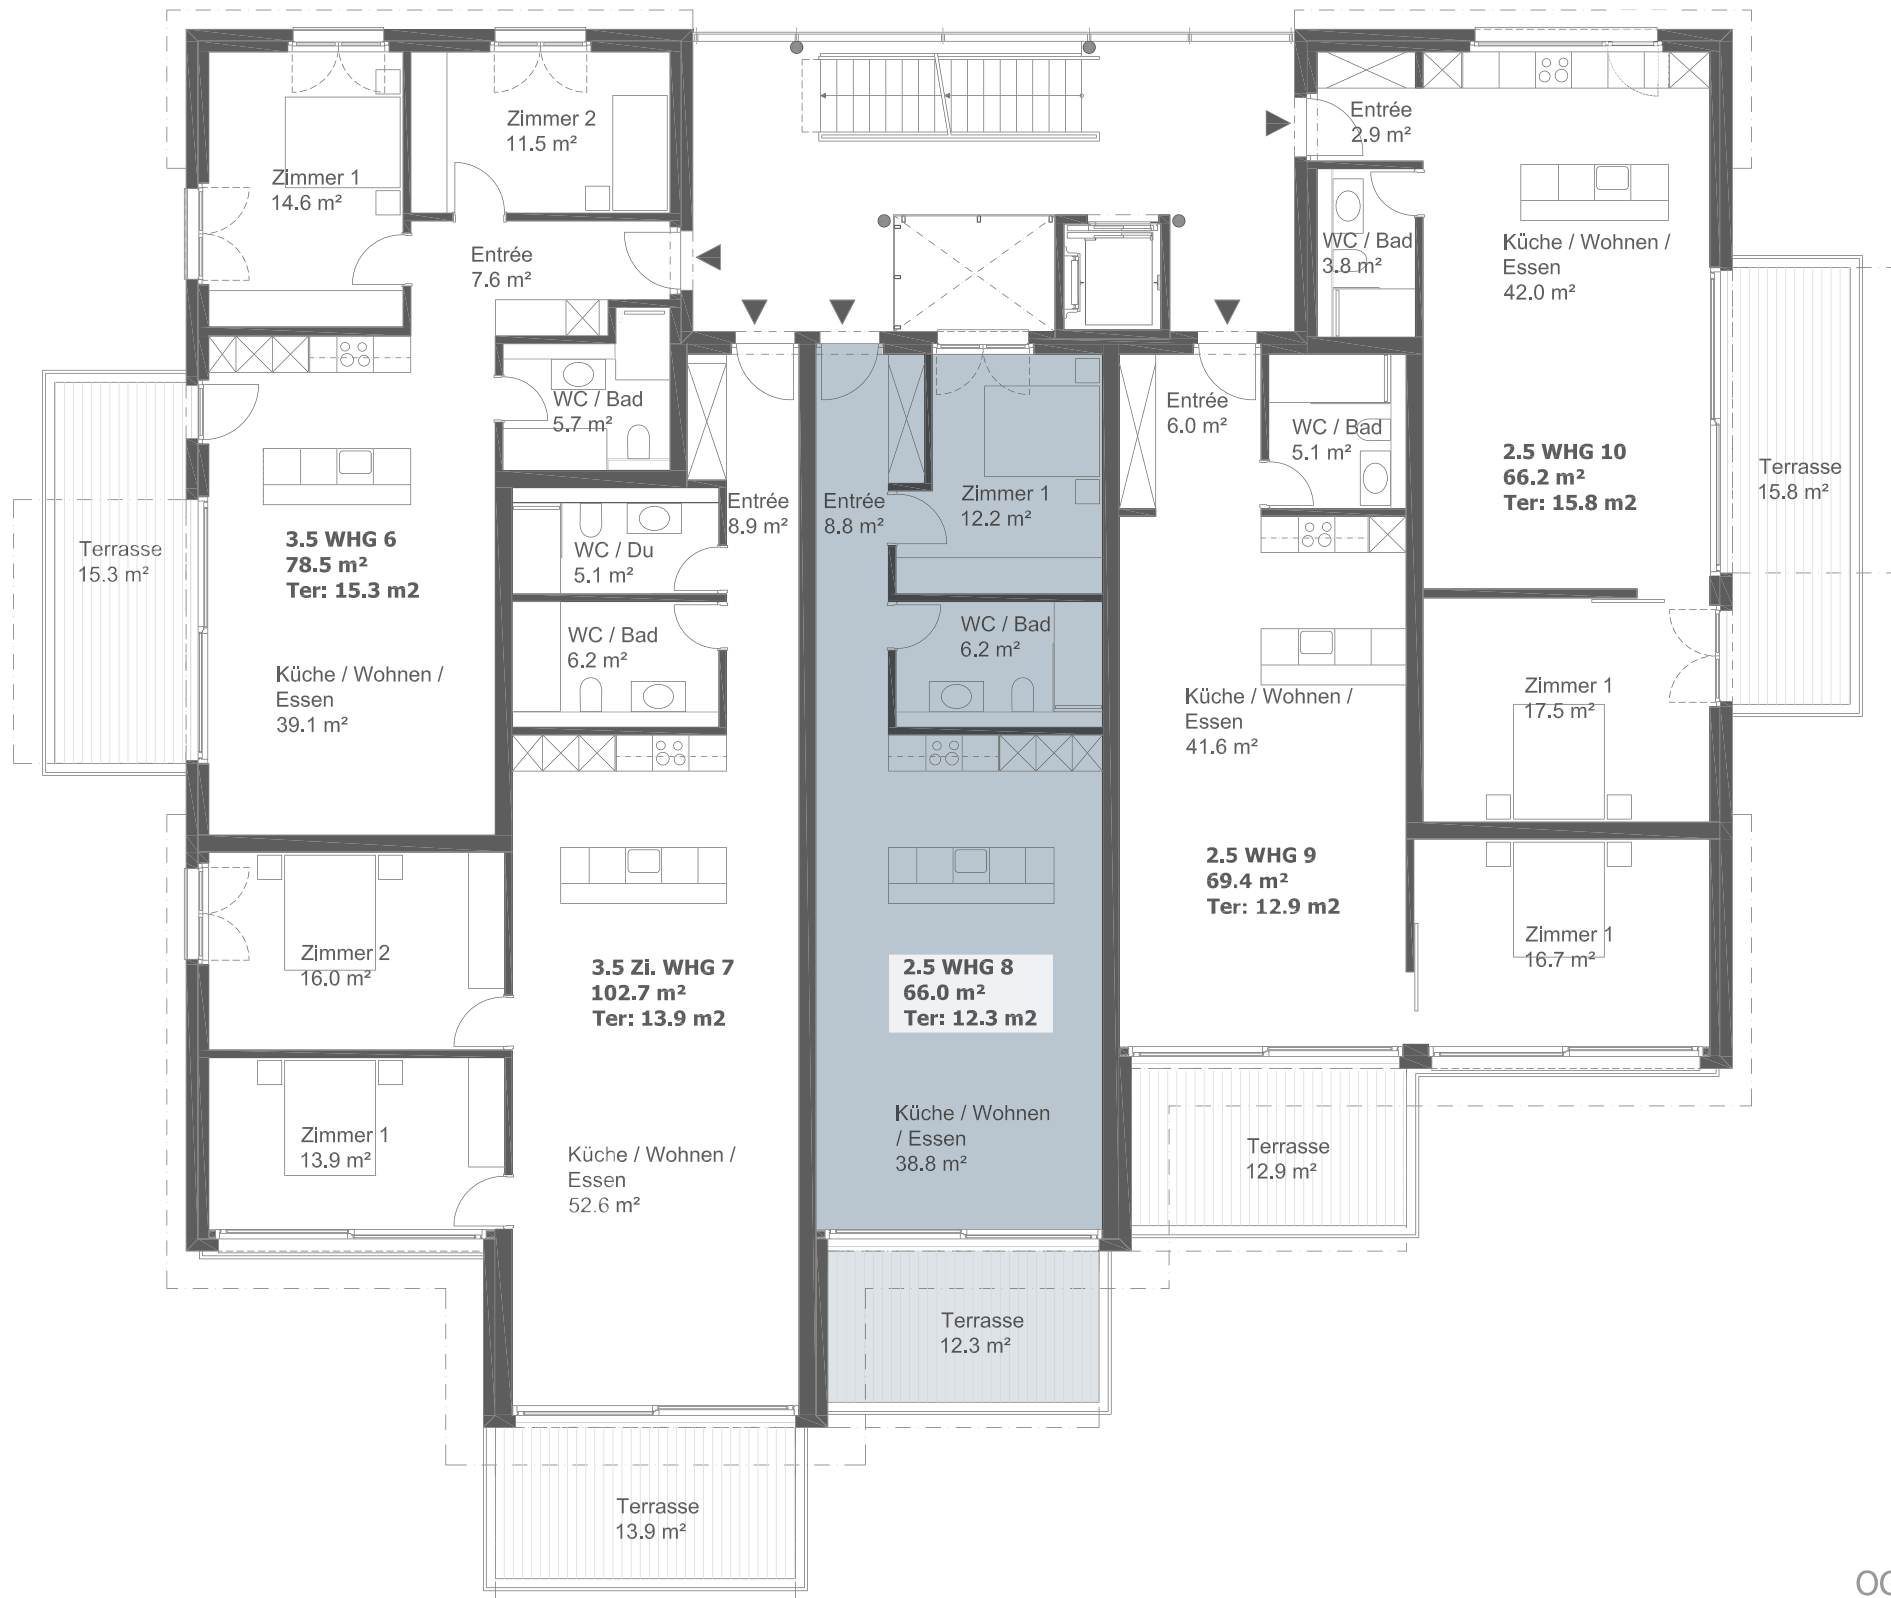 Zimmer 1
14.6 m²
Zimmer 2
11.5 m²
Entrée
7.6 m²
WC / Bad
5.7 m²
3.5 WHG 6
78.5 m²
Ter: 15.3 m2
Terrasse
15.3 m²
Küche / Wohnen /
Essen
39.1 m²
Entrée
8.9 m²
WC / Du
5.1 m²
WC / Bad
6.2 m²
Zimmer 2
16.0 m²
Zimmer 1
13.9 m²
3.5 Zi. WHG 7
102.7 m²
Ter: 13.9 m2
Küche / Wohnen /
Essen
52.6 m²
Terrasse
13.9 m²
Entrée
8.8 m²
Zimmer 1
12.2 m²
WC / Bad
6.2 m²
2.5 WHG 8
66.0 m²
Ter: 12.3 m2
Küche / Wohnen
/ Essen
38.8 m²
Terrasse
12.3 m²
Entrée
6.0 m²
WC / Bad
5.1 m²
Küche / Wohnen /
Essen
41.6 m²
2.5 WHG 9
69.4 m²
Ter: 12.9 m2
Zimmer 1
16.7 m²
Terrasse
12.9 m²
Entrée
2.9 m²
WC / Bad
3.8 m²
Küche / Wohnen /
Essen
42.0 m²
2.5 WHG 10
66.2 m²
Ter: 15.8 m2
Terrasse
15.8 m²
Zimmer 1
17.5 m²